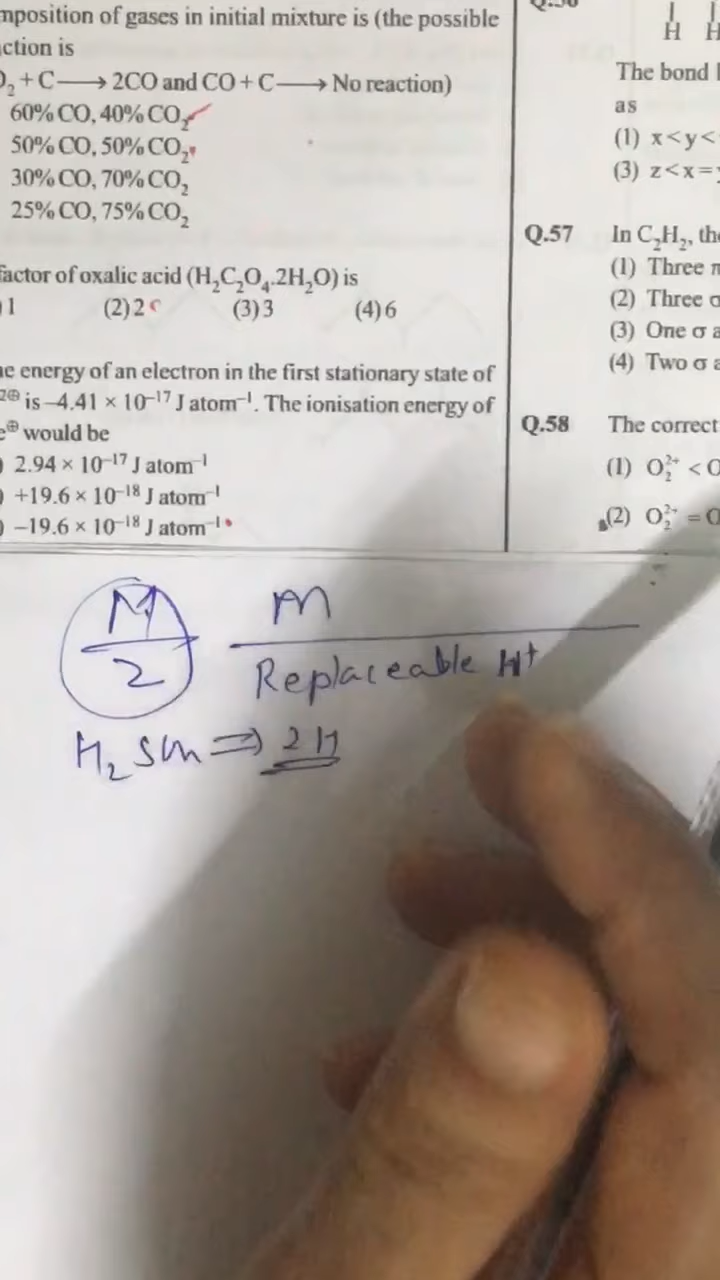 mposition of gases in initial mixture is (the possible
ction is
O₂ + C ⟶ 2CO and CO + C ⟶ No reaction)
60% CO, 40% CO₂
50% CO, 50% CO₂
30% CO, 70% CO₂
25% CO, 75% CO₂
factor of oxalic acid (H₂C₂O₄.2H₂O) is
) 1 (2) 2 (3) 3 (4) 6
e energy of an electron in the first stationary state of
2⊕ is –4.41 × 10⁻¹⁷ J atom⁻¹. The ionisation energy of
e⊕ would be
) 2.94 × 10⁻¹⁷ J atom⁻¹
) +19.6 × 10⁻¹⁸ J atom⁻¹
) –19.6 × 10⁻¹⁸ J atom⁻¹
H H
The bond
as
(1) x < y <
(3) z < x =
Q.57 In C₂H₂, the
(1) Three π
(2) Three σ
(3) One σ a
(4) Two σ a
Q.58 The correct
(1) O₂²⁺ < O
(2) O₂²⁺ = O
M
2
M
Replaceable H⁺
H₂ ⇒ 2H